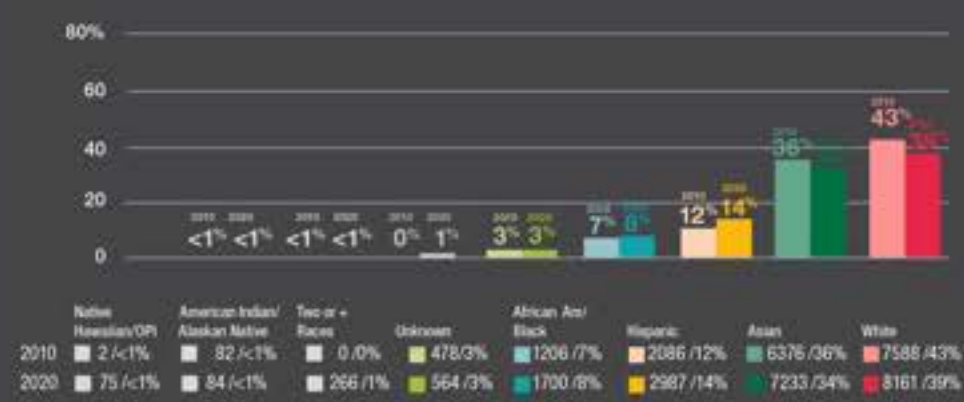 80%
60
40
20
0
2010 2020 2010 2020 2010 2020 2010 2020 2010 2020
<1% <1% <1% <1% 0% 1% 3% 3% 7% 8% 12% 14% 36% 43%
Native Hawaiian/OPI
American Indian/ Alaskan Native
Two or + Races
Unknown
African Am/ Black
Hispanic
Asian
White
2010 2/<1% 82/<1% 0/0% 478/3% 1206/7% 2086/12% 6376/36% 7588/43%
2020 75/<1% 84/<1% 266/1% 564/3% 1700/8% 2987/14% 7233/34% 8161/39%